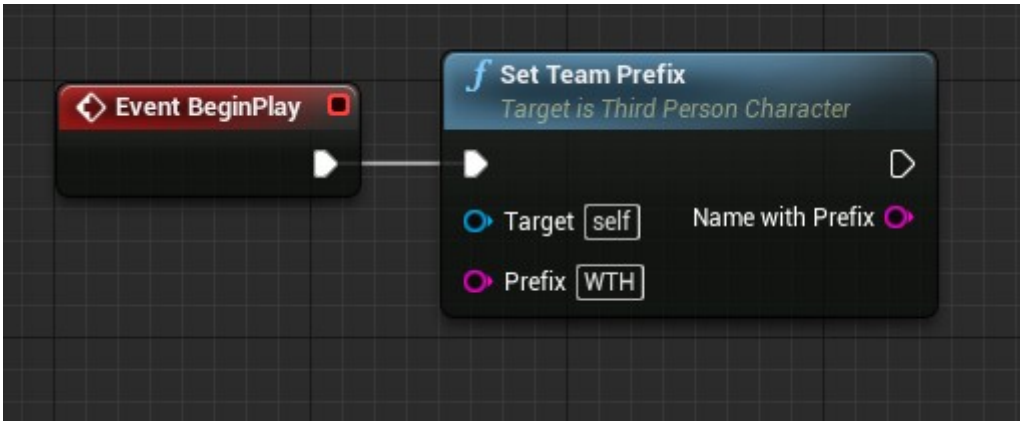 Event BeginPlay
Set Team Prefix
Target is Third Person Character
Target self
Name with Prefix
Prefix WTH